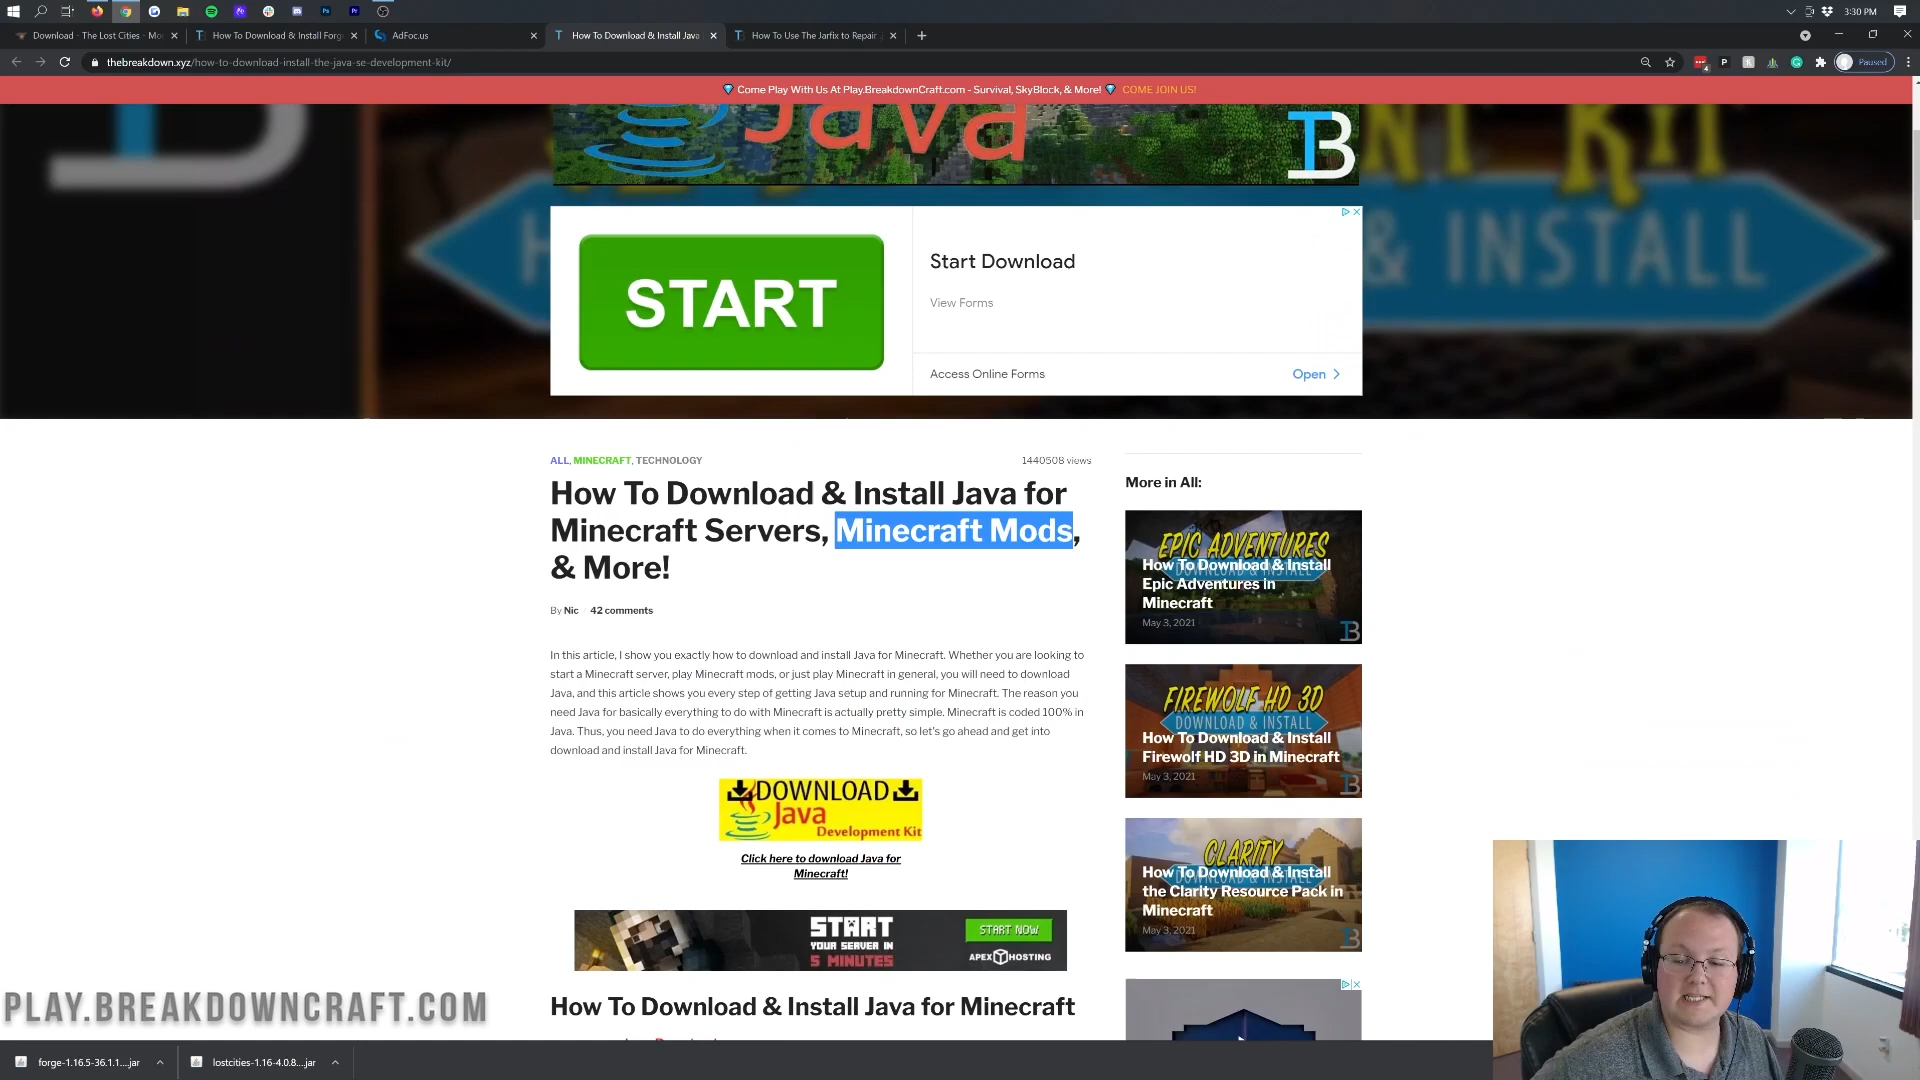 3:30 PM
Download - The Lost Cities - Mo
How To Download & Install Forg
AdFoc.us
How To Download & Install Java
How To Use The Jarfix to Repair
thebreakdown.xyz/how-to-download-install-the-java-se-development-kit/
Paused
Come Play With Us At Play.BreakdownCraft.com - Survival, SkyBlock, & More! COME JOIN US!
Java
TB
KIT
& INSTALL
START
Start Download
View Forms
Access Online Forms
Open
ALL, MINECRAFT, TECHNOLOGY
1440508 views
How To Download & Install Java for
Minecraft Servers, Minecraft Mods,
& More!
By Nic 42 comments
In this article, I show you exactly how to download and install Java for Minecraft. Whether you are looking to
start a Minecraft server, play Minecraft mods, or just play Minecraft in general, you will need to download
Java, and this article shows you every step of getting Java setup and running for Minecraft. The reason you
need Java for basically everything to do with Minecraft is actually pretty simple. Minecraft is coded 100% in
Java. Thus, you need Java to do everything when it comes to Minecraft, so let's go ahead and get into
download and install Java for Minecraft.
DOWNLOAD
Java
Development Kit
Click here to download Java for
Minecraft!
START
YOUR SERVER IN
5 MINUTES
START NOW
APEX HOSTING
How To Download & Install Java for Minecraft
More in All:
EPIC ADVENTURES
DOWNLOAD & INSTALL
How To Download & Install
Epic Adventures in
Minecraft
May 3, 2021
TB
FIREWOLF HD 3D
DOWNLOAD & INSTALL
How To Download & Install
Firewolf HD 3D in Minecraft
May 3, 2021
TB
CLARITY
DOWNLOAD & INSTALL
How To Download & Install
the Clarity Resource Pack in
Minecraft
May 3, 2021
TB
PLAY.BREAKDOWNCRAFT.COM
forge-1.16.5-36.1.1....jar
lostcities-1.16-4.0.8....jar